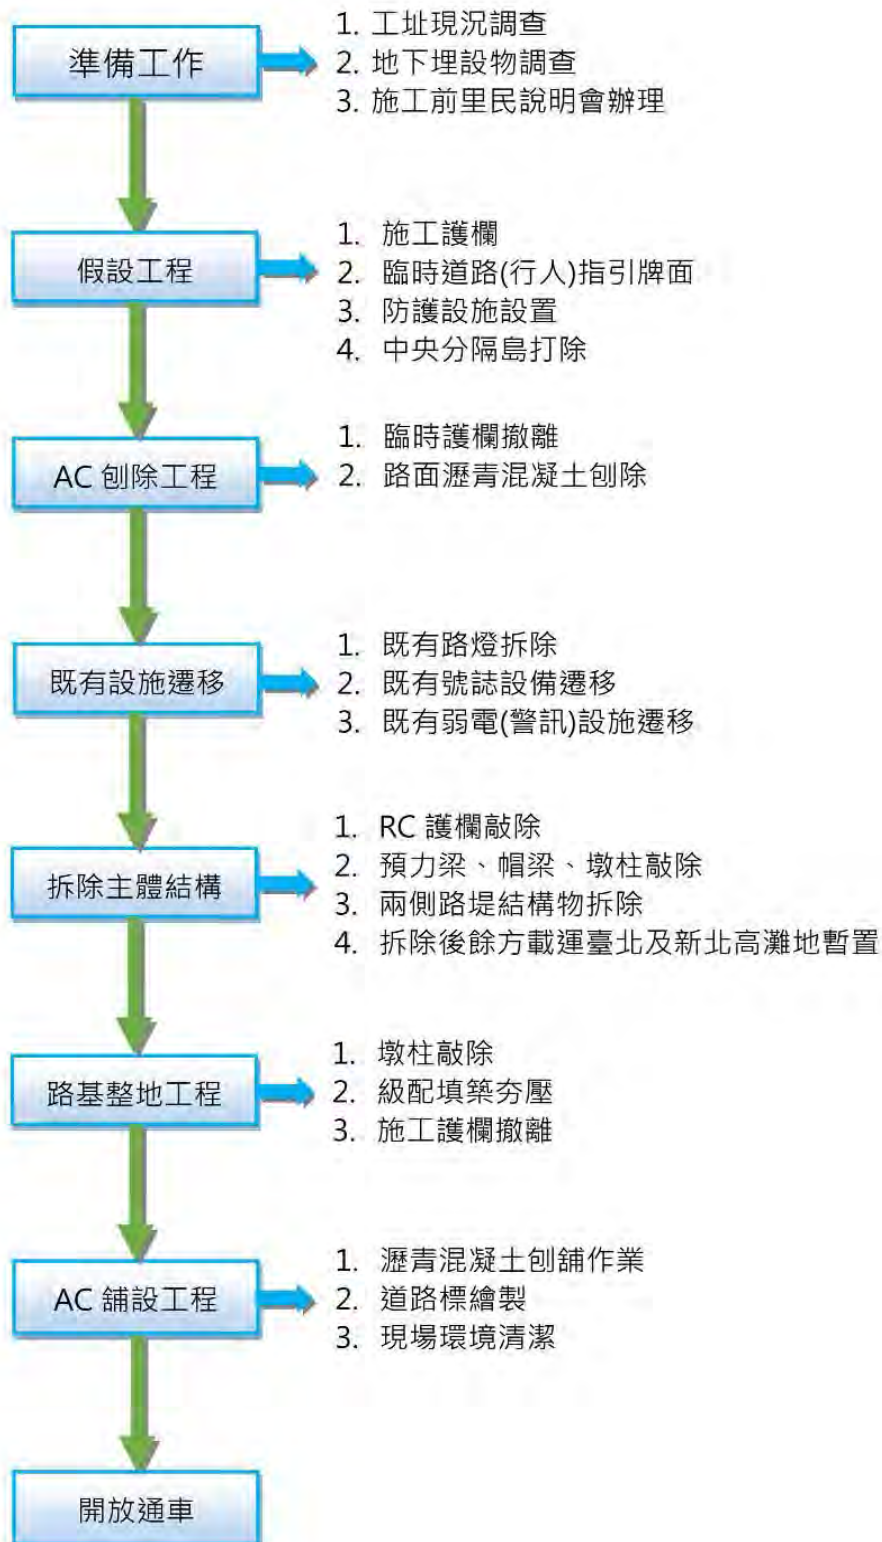 準備工作
1. 工址現況調查
2. 地下埋設物調查
3. 施工前里民說明會辦理
假設工程
1. 施工護欄
2. 臨時道路(行人)指引牌面
3. 防護設施設置
4. 中央分隔島打除
AC 刨除工程
1. 臨時護欄撤離
2. 路面瀝青混凝土刨除
既有設施遷移
1. 既有路燈拆除
2. 既有號誌設備遷移
3. 既有弱電(警訊)設施遷移
拆除主體結構
1. RC 護欄敲除
2. 預力梁、帽梁、墩柱敲除
3. 兩側路堤結構物拆除
4. 拆除後餘方載運臺北及新北高灘地暫置
路基整地工程
1. 墩柱敲除
2. 級配填築夯壓
3. 施工護欄撤離
AC 舖設工程
1. 瀝青混凝土刨舖作業
2. 道路標繪製
3. 現場環境清潔
開放通車